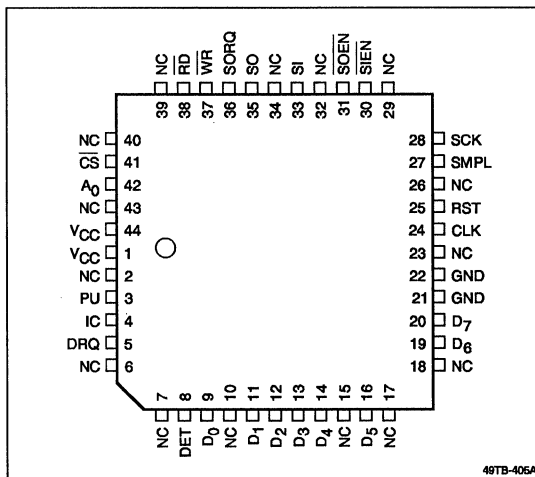 NC RD WR SORQ SO NC SI NC SOEN SIEN NC
39 38 37 36 35 34 33 32 31 30 29
NC 40
CS 41
A0 42
NC 43
VCC 44
VCC 1
NC 2
PU 3
IC 4
DRQ 5
NC 6
28 SCK
27 SMPL
26 NC
25 RST
24 CLK
23 NC
22 GND
21 GND
20 D7
19 D6
18 NC
7 8 9 10 11 12 13 14 15 16 17
NC DET D0 NC D1 D2 D3 D4 NC D5 NC
49TB-405A